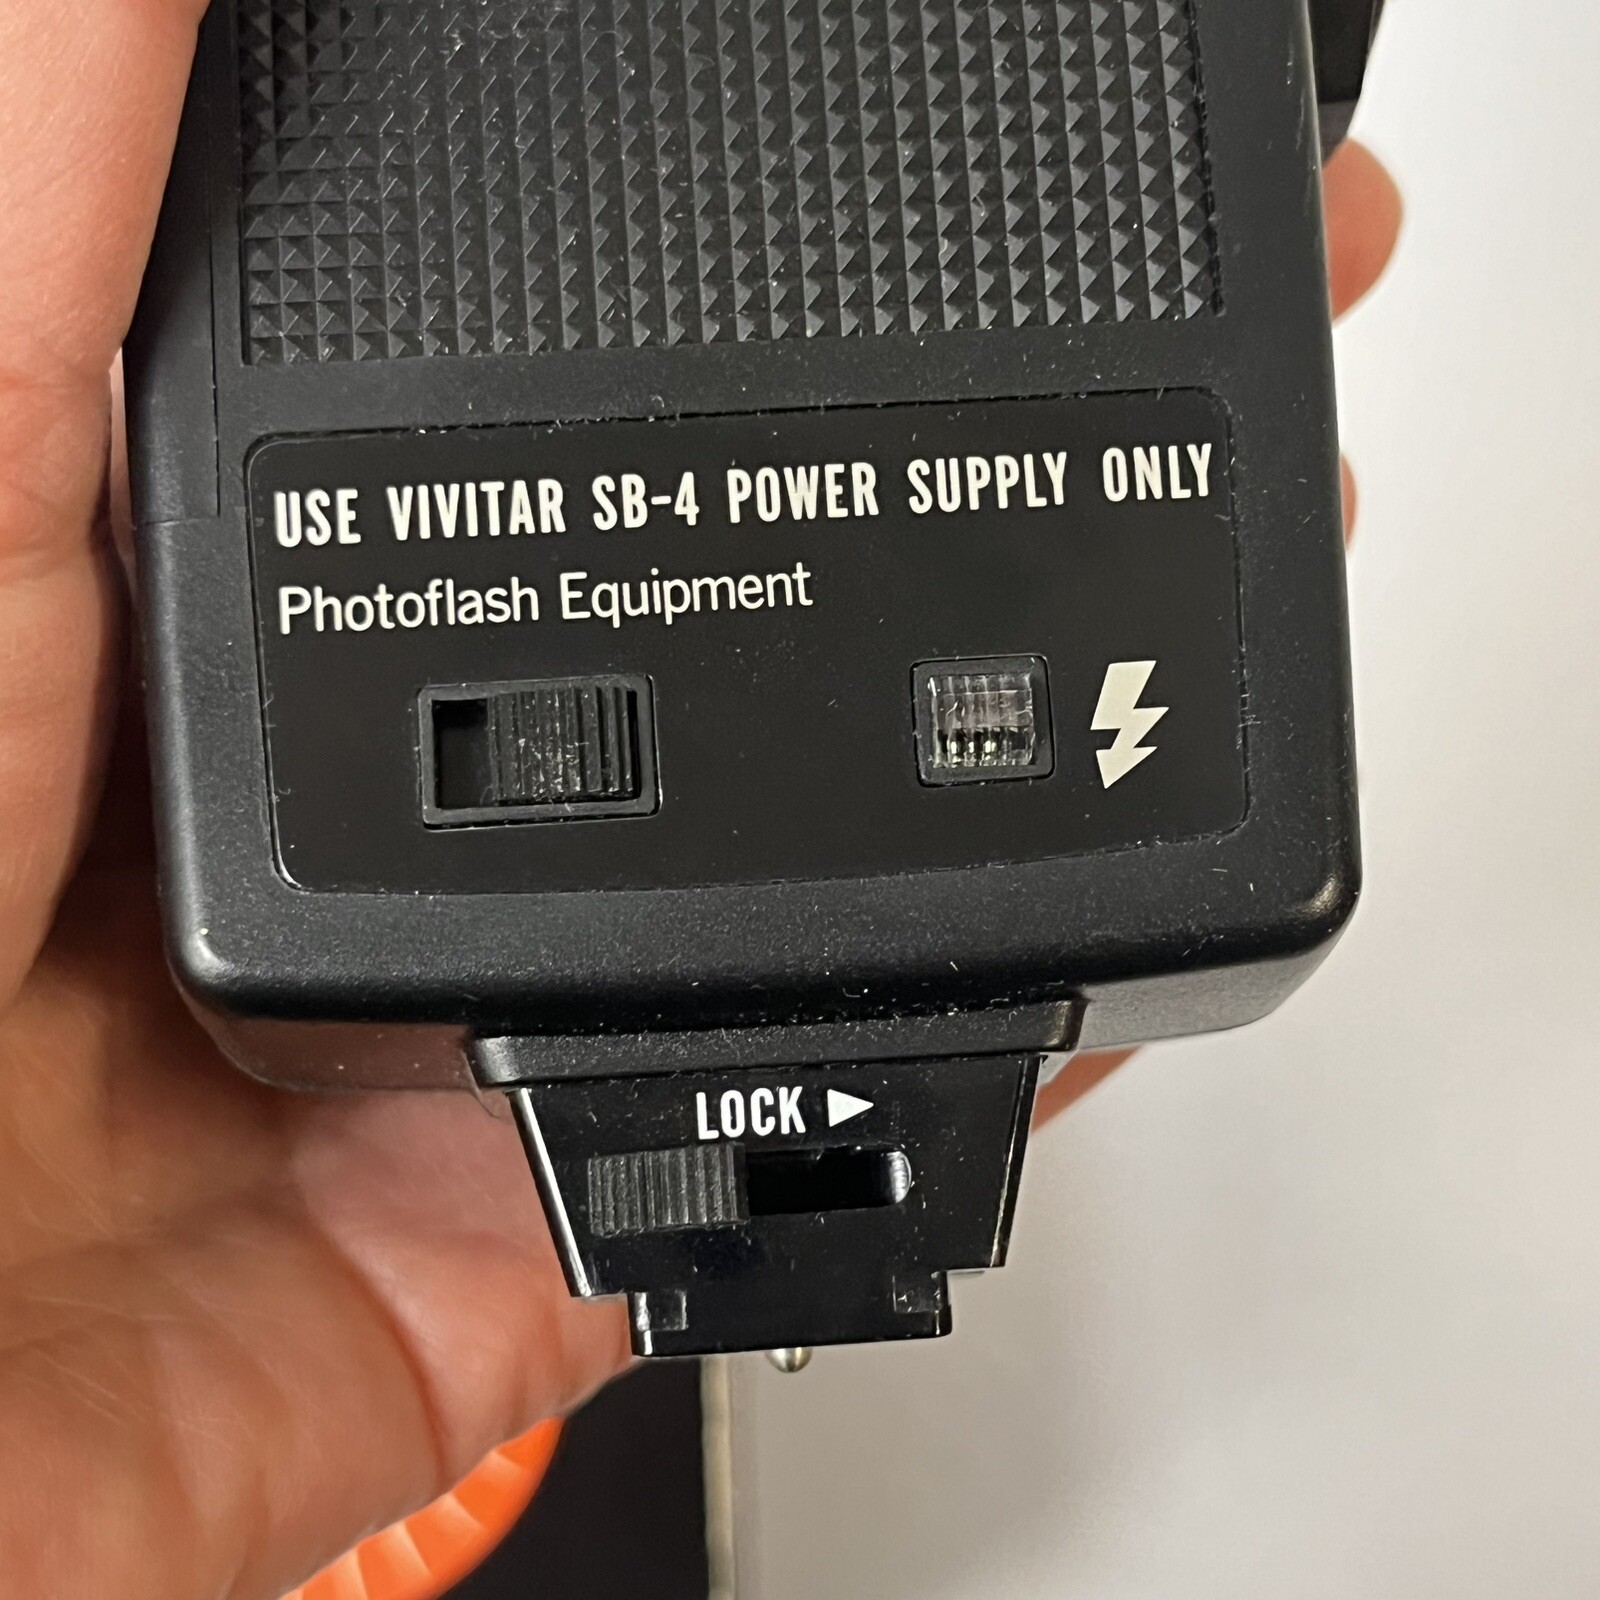 USE VIVITAR SB-4 POWER SUPPLY ONLY
Photoflash Equipment
LOCK